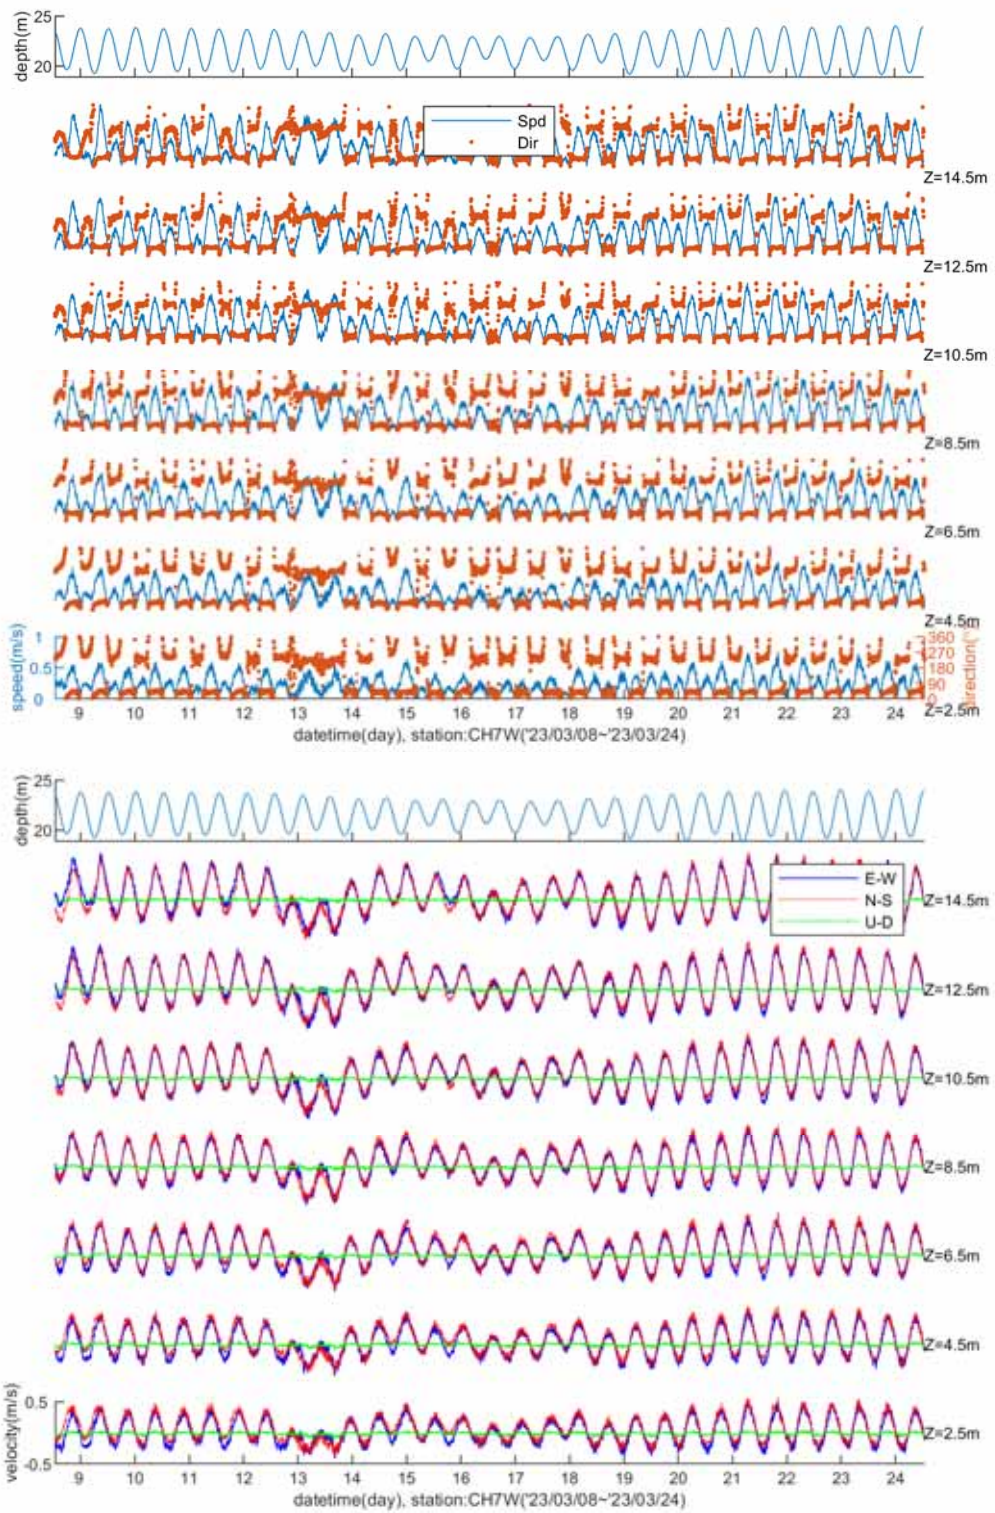 25
depth(m)
20
Spd
Dir
Z=14.5m
Z=12.5m
Z=10.5m
Z=8.5m
Z=6.5m
Z=4.5m
speed(m/s)
1
0.5
0
360
270
180
90
0
direction(°)
Z=2.5m
9 10 11 12 13 14 15 16 17 18 19 20 21 22 23 24
datetime(day), station:CH7W('23/03/08~'23/03/24)
25
depth(m)
20
E-W
N-S
U-D
Z=14.5m
Z=12.5m
Z=10.5m
Z=8.5m
Z=6.5m
Z=4.5m
velocity(m/s)
0.5
-0.5
Z=2.5m
9 10 11 12 13 14 15 16 17 18 19 20 21 22 23 24
datetime(day), station:CH7W('23/03/08~'23/03/24)